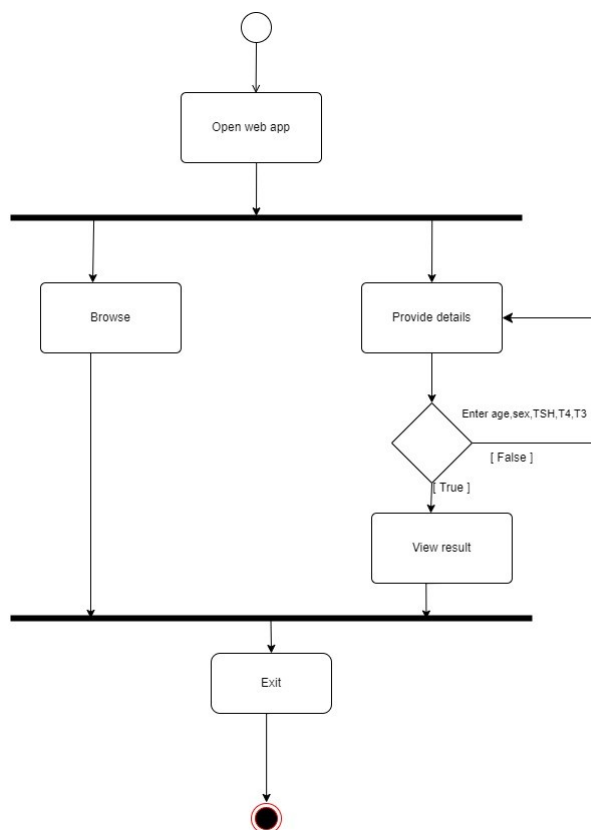 Open web app
Browse
Provide details
Enter age,sex,TSH,T4,T3
[ False ]
[ True ]
View result
Exit